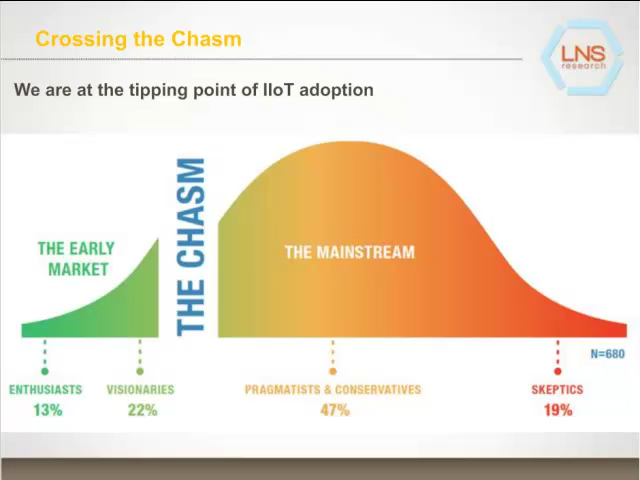 Crossing the Chasm
LNS
research
We are at the tipping point of IIoT adoption
THE EARLY
MARKET
THE CHASM
THE MAINSTREAM
N=680
ENTHUSIASTS
13%
VISIONARIES
22%
PRAGMATISTS & CONSERVATIVES
47%
SKEPTICS
19%